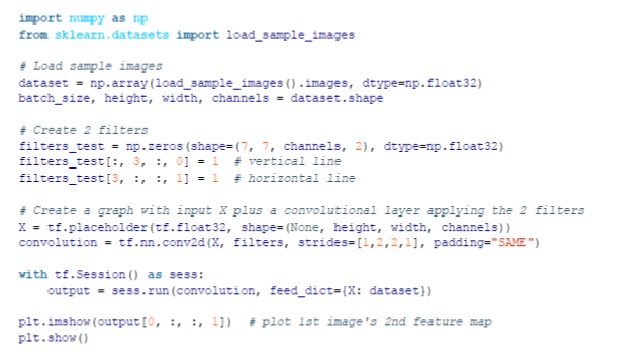 import numpy as np
from sklearn.datasets import load_sample_images
# Load sample images
dataset = np.array(load_sample_images().images, dtype=np.float32)
batch_size, height, width, channels = dataset.shape
# Create 2 filters
filters_test = np.zeros(shape=(7, 7, channels, 2), dtype=np.float32)
filters_test[:, 3, :, 0] = 1 # vertical line
filters_test[3, :, :, 1] = 1 # horizontal line
# Create a graph with input X plus a convolutional layer applying the 2 filters
X = tf.placeholder(tf.float32, shape=(None, height, width, channels))
convolution = tf.nn.conv2d(X, filters, strides=[1,2,2,1], padding="SAME")
with tf.Session() as sess:
output = sess.run(convolution, feed_dict={X: dataset})
plt.imshow(output[0, :, :, 1]) # plot 1st image's 2nd feature map
plt.show()